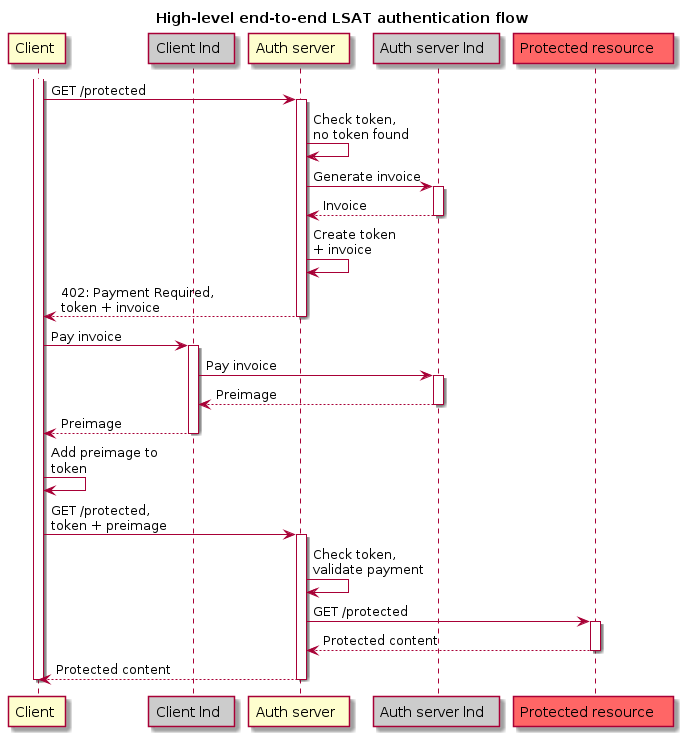 High-level end-to-end LSAT authentication flow
Client
Client lnd
Auth server
Auth server lnd
Protected resource
GET /protected
Check token,
no token found
Generate invoice
Invoice
Create token
+ invoice
402: Payment Required,
token + invoice
Pay invoice
Pay invoice
Preimage
Preimage
Add preimage to
token
GET /protected,
token + preimage
Check token,
validate payment
GET /protected
Protected content
Protected content
Client
Client lnd
Auth server
Auth server lnd
Protected resource